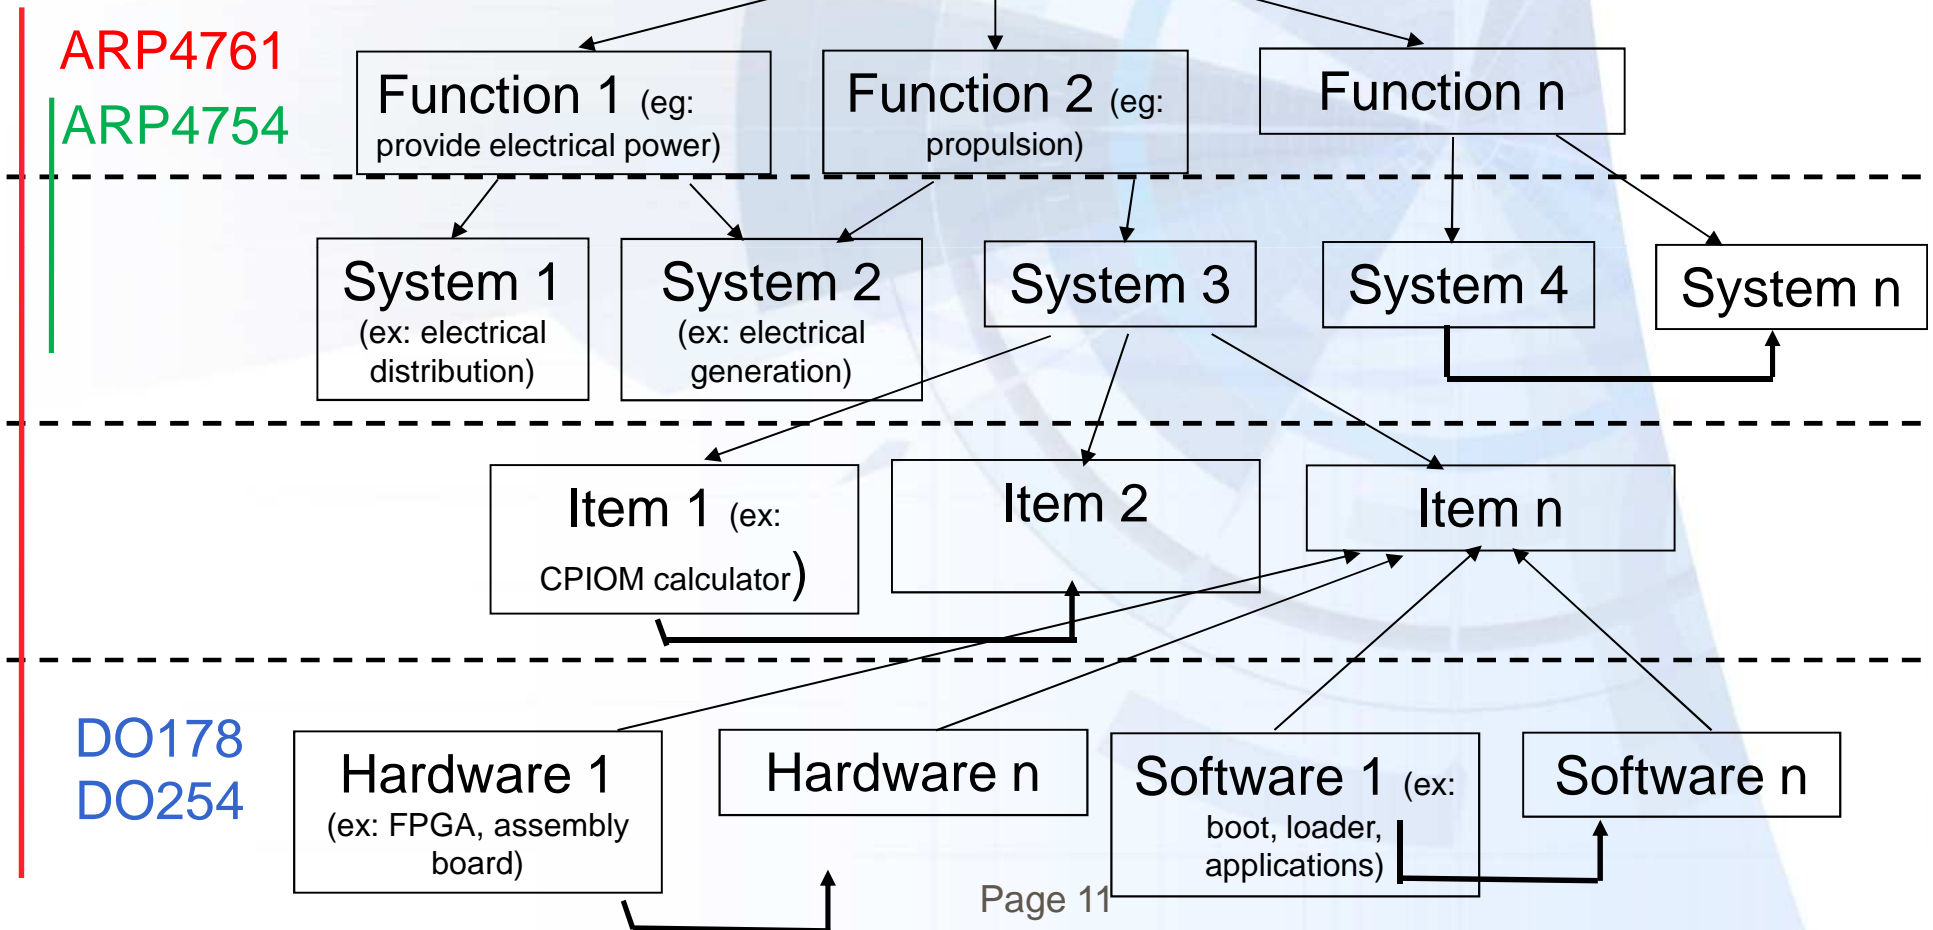 ARP4761
ARP4754
Function 1 (eg:
provide electrical power)
Function 2 (eg:
propulsion)
Function n
System 1
(ex: electrical
distribution)
System 2
(ex: electrical
generation)
System 3
System 4
System n
Item 1 (ex:
CPIOM calculator)
Item 2
Item n
DO178
DO254
Hardware 1
(ex: FPGA, assembly
board)
Hardware n
Software 1 (ex:
boot, loader,
applications)
Software n
Page 11